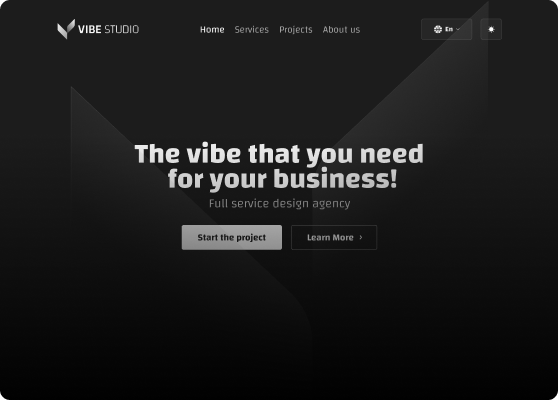 VIBE STUDIO
Home Services Projects About us
En
The vibe that you need
for your business!
Full service design agency
Start the project
Learn More